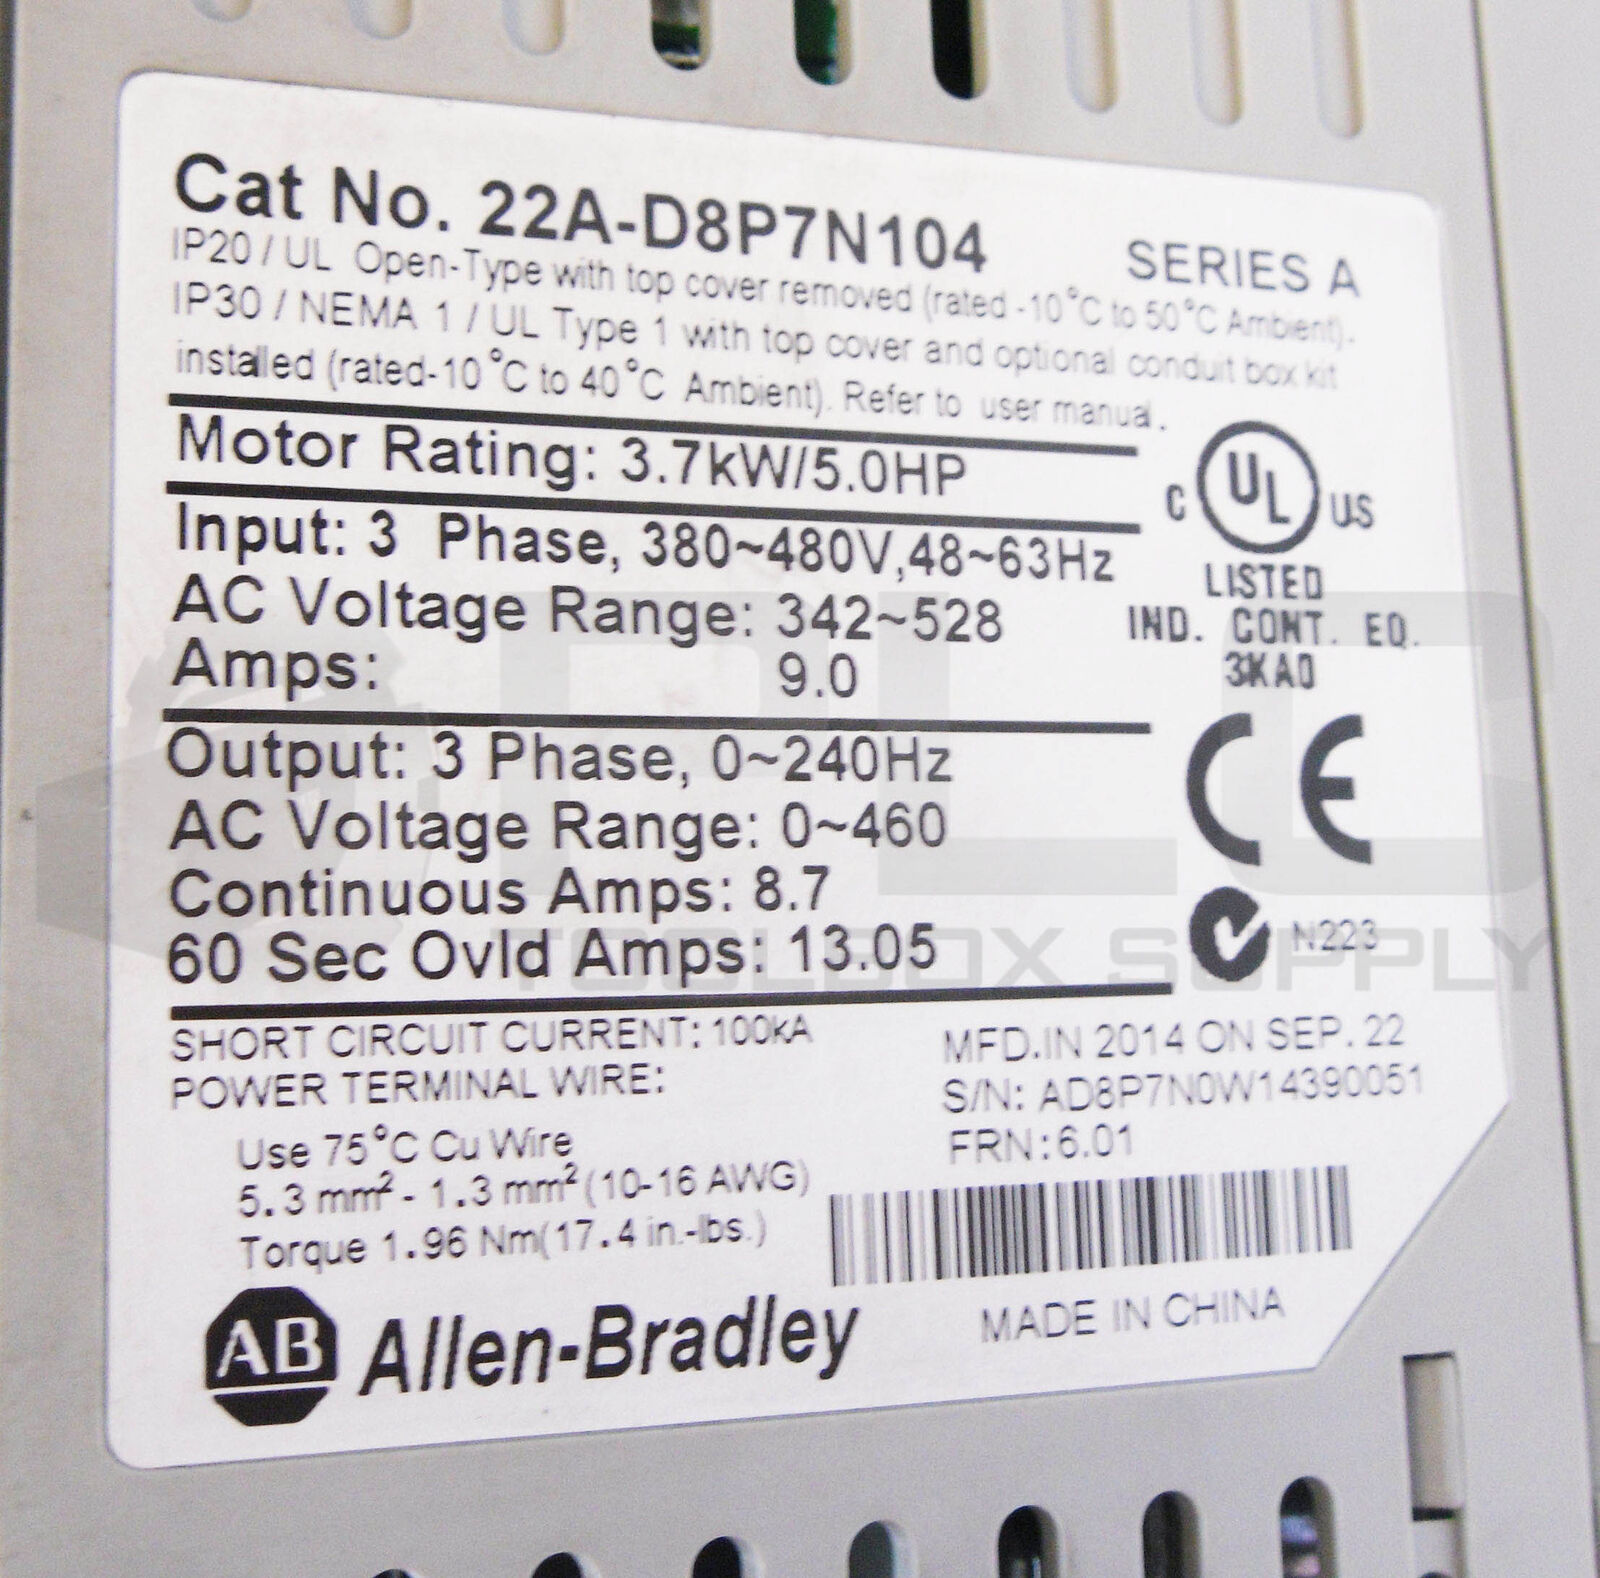 Cat No. 22A-D8P7N104 SERIES A
IP20 / UL Open-Type with top cover removed (rated -10°C to 50°C Ambient).
IP30 / NEMA 1 / UL Type 1 with top cover and optional conduit box kit
installed (rated-10°C to 40°C Ambient). Refer to user manual.
Motor Rating: 3.7kW/5.0HP
Input: 3 Phase, 380~480V,48~63Hz
AC Voltage Range: 342~528
Amps: 9.0
Output: 3 Phase, 0~240Hz
AC Voltage Range: 0~460
Continuous Amps: 8.7
60 Sec Ovld Amps: 13.05
C UL US
LISTED
IND. CONT. EQ.
3KAD
CE
N223
SHORT CIRCUIT CURRENT: 100kA
POWER TERMINAL WIRE:
Use 75°C Cu Wire
5.3 mm² - 1.3 mm² (10-16 AWG)
Torque 1.96 Nm(17.4 in.-lbs.)
MFD.IN 2014 ON SEP. 22
S/N: AD8P7N0W14390051
FRN:6.01
MADE IN CHINA
AB Allen-Bradley
PLC
TOOLBOX SUPPLY